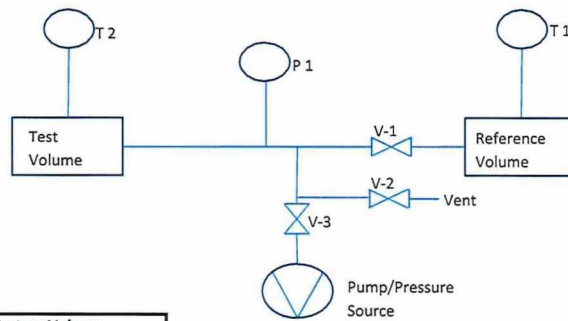 T 2
T 1
P 1
Test
Volume
V-1
Reference
Volume
V-2
Vent
V-3
Pump/Pressure
Source